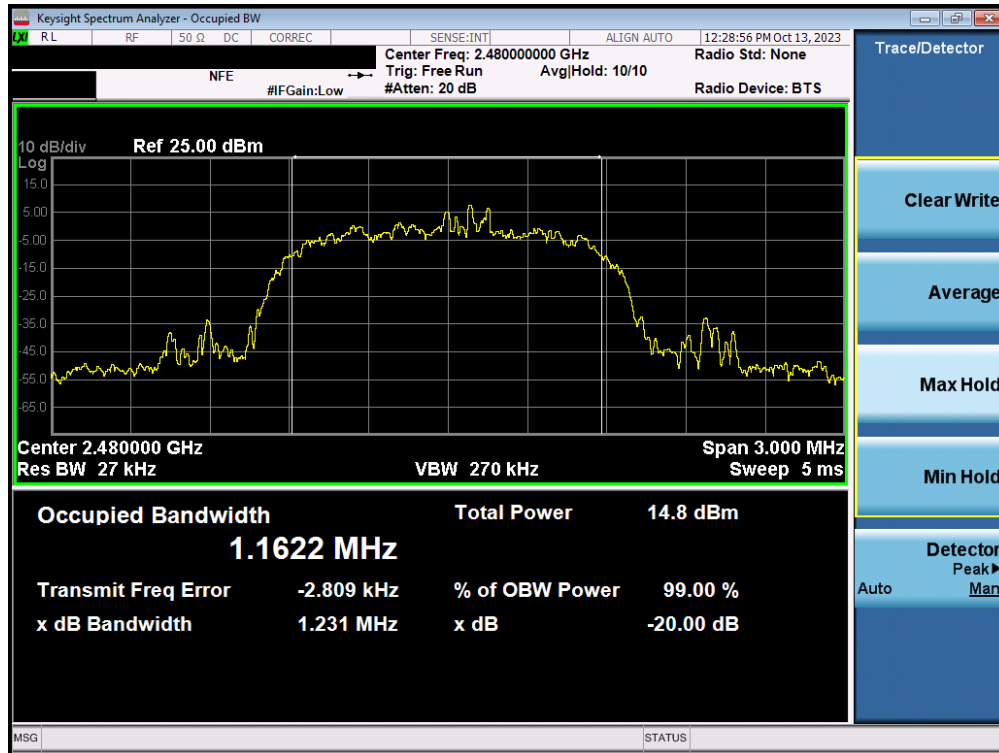 Keysight Spectrum Analyzer - Occupied BW
LXI RL RF 50 Ω DC CORREC SENSE:INT ALIGN AUTO 12:28:56 PM Oct 13, 2023
Center Freq: 2.480000000 GHz Radio Std: None
NFE Trig: Free Run Avg|Hold: 10/10
#IFGain:Low #Atten: 20 dB Radio Device: BTS
Trace/Detector
10 dB/div Ref 25.00 dBm
Log
15.0
5.00
-5.00
-15.0
-25.0
-35.0
-45.0
-55.0
-65.0
Center 2.480000 GHz Span 3.000 MHz
Res BW 27 kHz VBW 270 kHz Sweep 5 ms
Occupied Bandwidth Total Power 14.8 dBm
1.1622 MHz
Transmit Freq Error -2.809 kHz % of OBW Power 99.00 %
x dB Bandwidth 1.231 MHz x dB -20.00 dB
Clear Write
Average
Max Hold
Min Hold
Detector
Peak▶
Auto Man
MSG STATUS